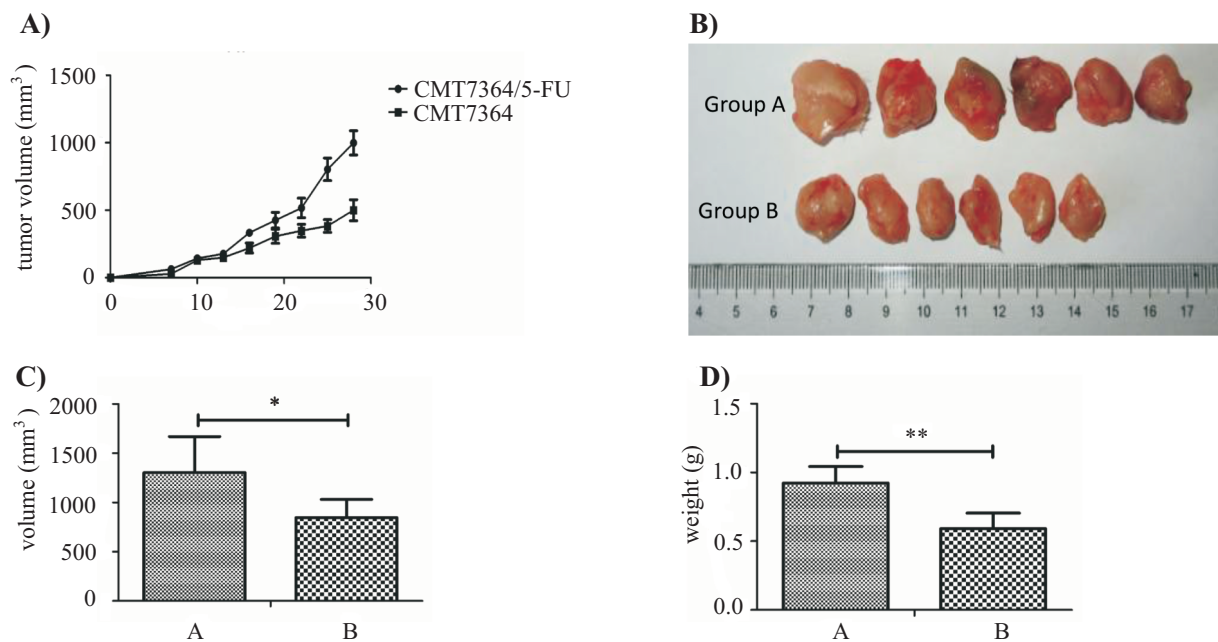 A)
tumor volume (mm³)
1500
1000
500
0
0
10
20
30
CMT7364/5-FU
CMT7364
B)
Group A
Group B
4 5 6 7 8 9 10 11 12 13 14 15 16 17
C)
volume (mm³)
2000
1500
1000
500
0
*
A B
D)
weight (g)
1.5
1.0
0.5
0.0
**
A B